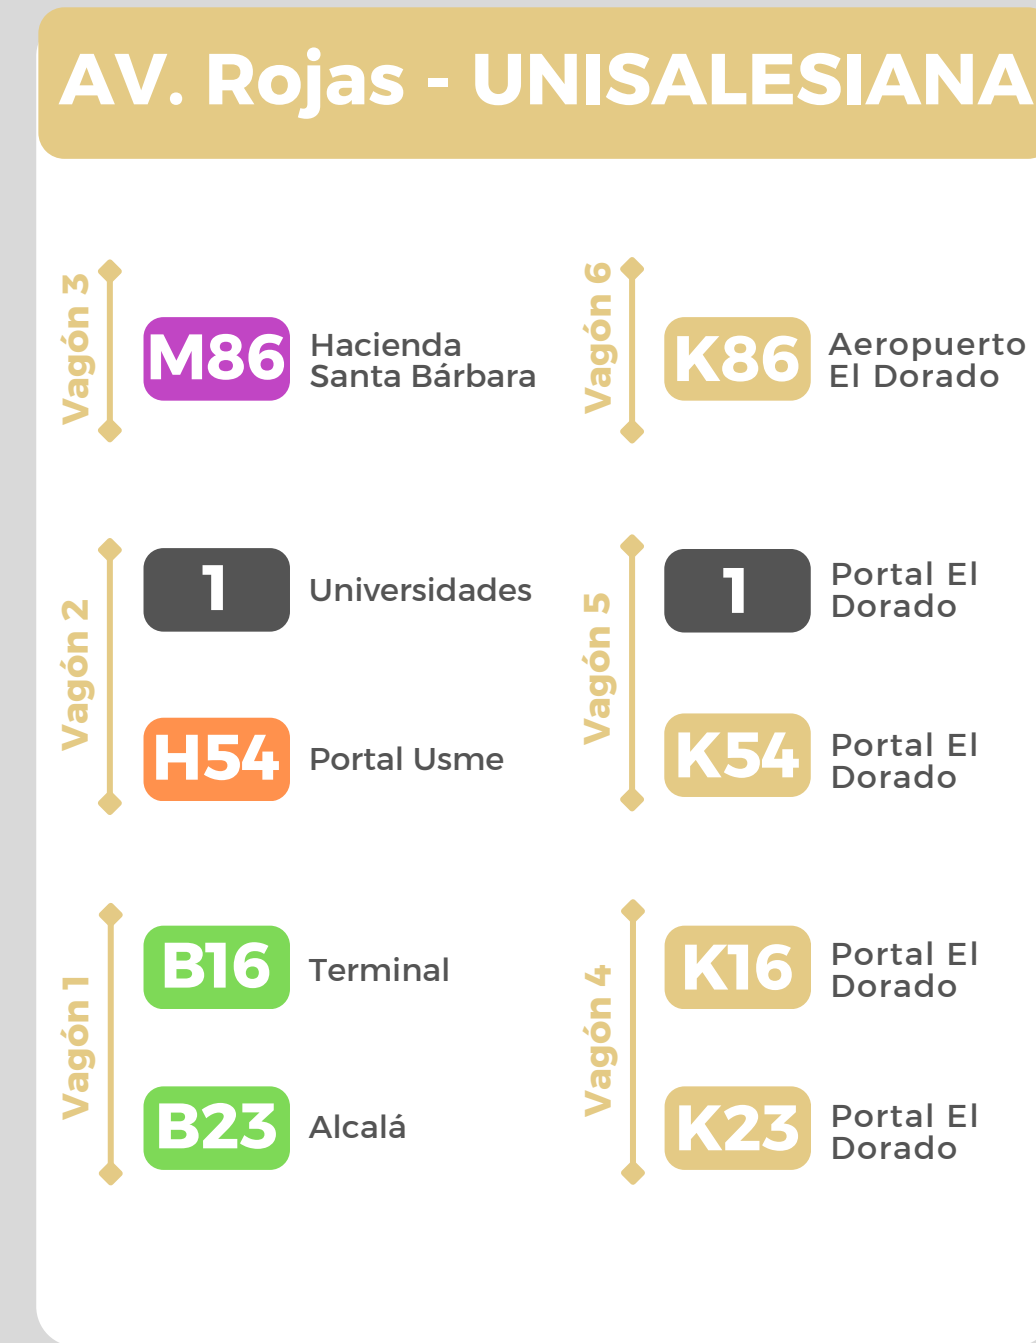 AV. Rojas - UNISALESIANA
Vagón 3
M86
Hacienda
Santa Bárbara
Vagón 6
K86
Aeropuerto
El Dorado
Vagón 2
1
Universidades
H54
Portal Usme
Vagón 5
1
Portal El
Dorado
K54
Portal El
Dorado
Vagón 1
B16
Terminal
B23
Alcalá
Vagón 4
K16
Portal El
Dorado
K23
Portal El
Dorado